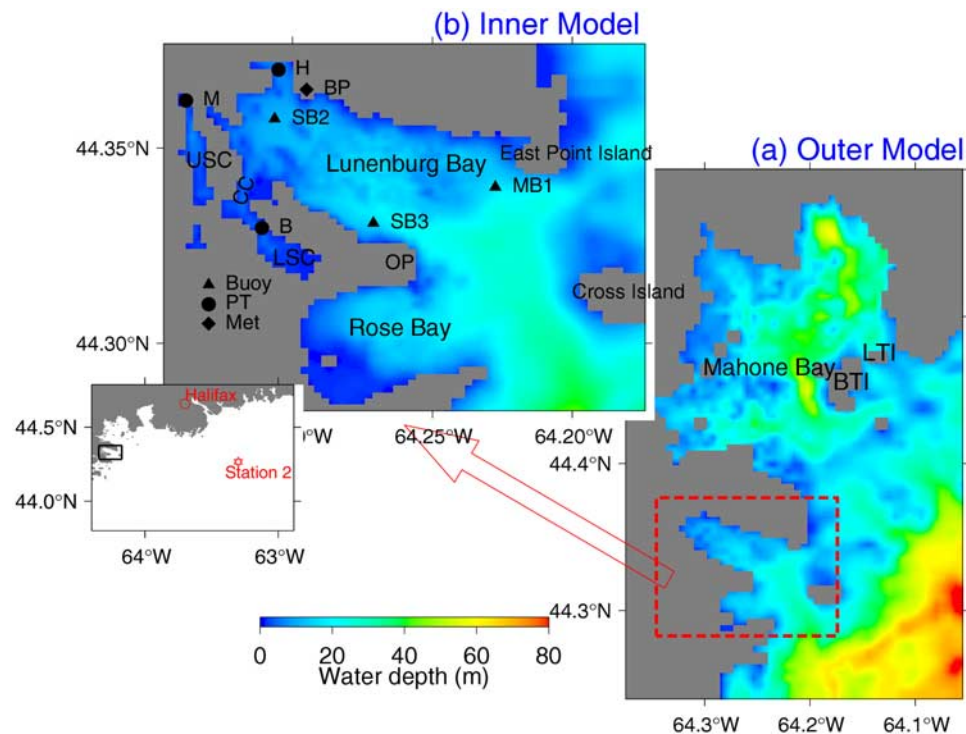 (b) Inner Model
H
BP
M
SB2
44.35°N
USC
Lunenburg Bay
East Point Island
CC
MB1
B
SB3
LSC
OP
Buoy
PT
Met
Cross Island
Rose Bay
44.30°N
64.25°W
64.20°W
(a) Outer Model
LTI
Mahone Bay
BTI
44.4°N
44.3°N
64.3°W
64.2°W
64.1°W
Halifax
44.5°N
Station 2
44.0°N
64°W
63°W
0
20
40
60
80
Water depth (m)